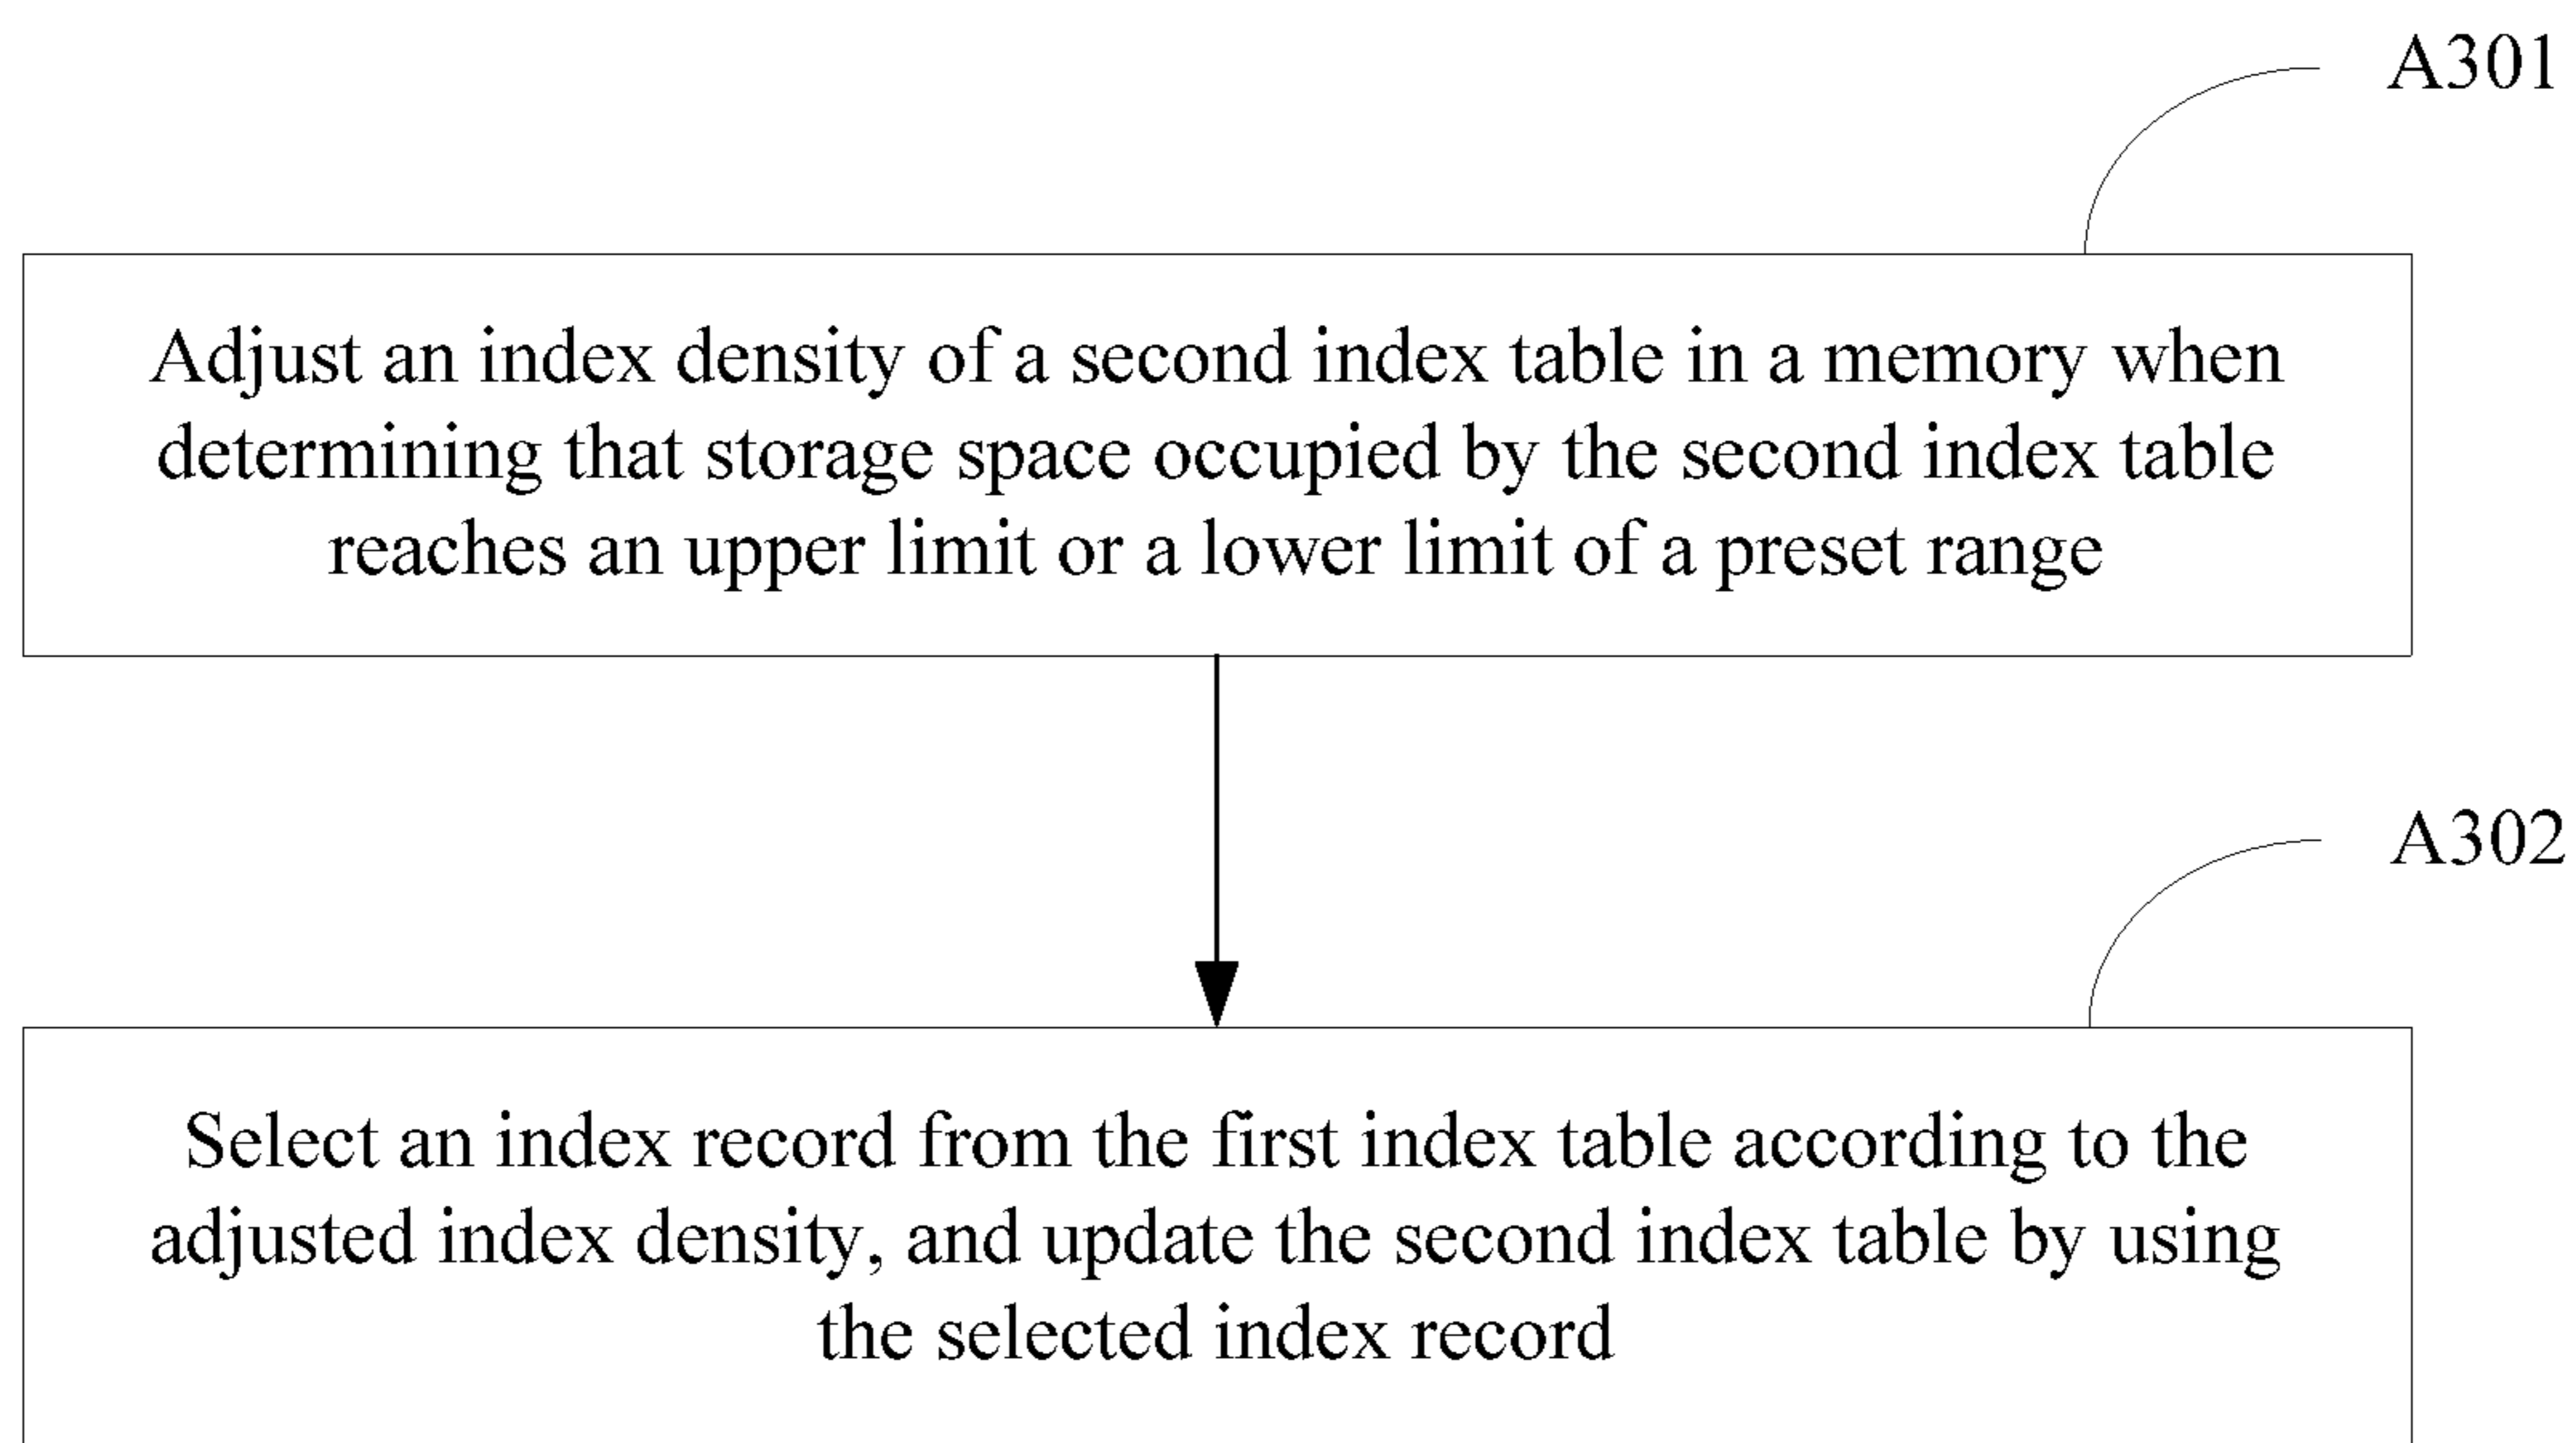 A301
Adjust an index density of a second index table in a memory when
determining that storage space occupied by the second index table
reaches an upper limit or a lower limit of a preset range
A302
Select an index record from the first index table according to the
adjusted index density, and update the second index table by using
the selected index record